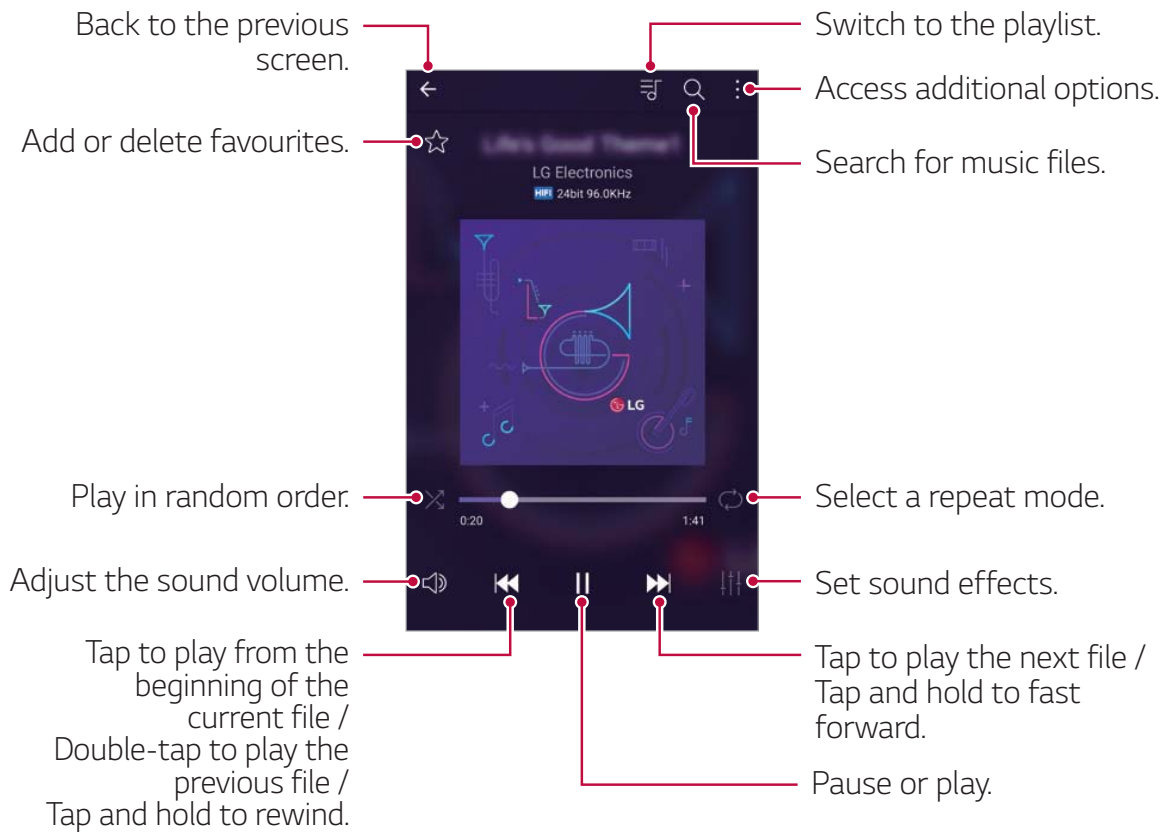 Back to the previous
screen.
Switch to the playlist.
Access additional options.
Add or delete favourites.
Search for music files.
Life's Good Theme1
LG Electronics
HIFI 24bit 96.0KHz
LG
Play in random order.
Select a repeat mode.
0:20
1:41
Adjust the sound volume.
Set sound effects.
Tap to play from the
beginning of the
current file /
Double-tap to play the
previous file /
Tap and hold to rewind.
Tap to play the next file /
Tap and hold to fast
forward.
Pause or play.